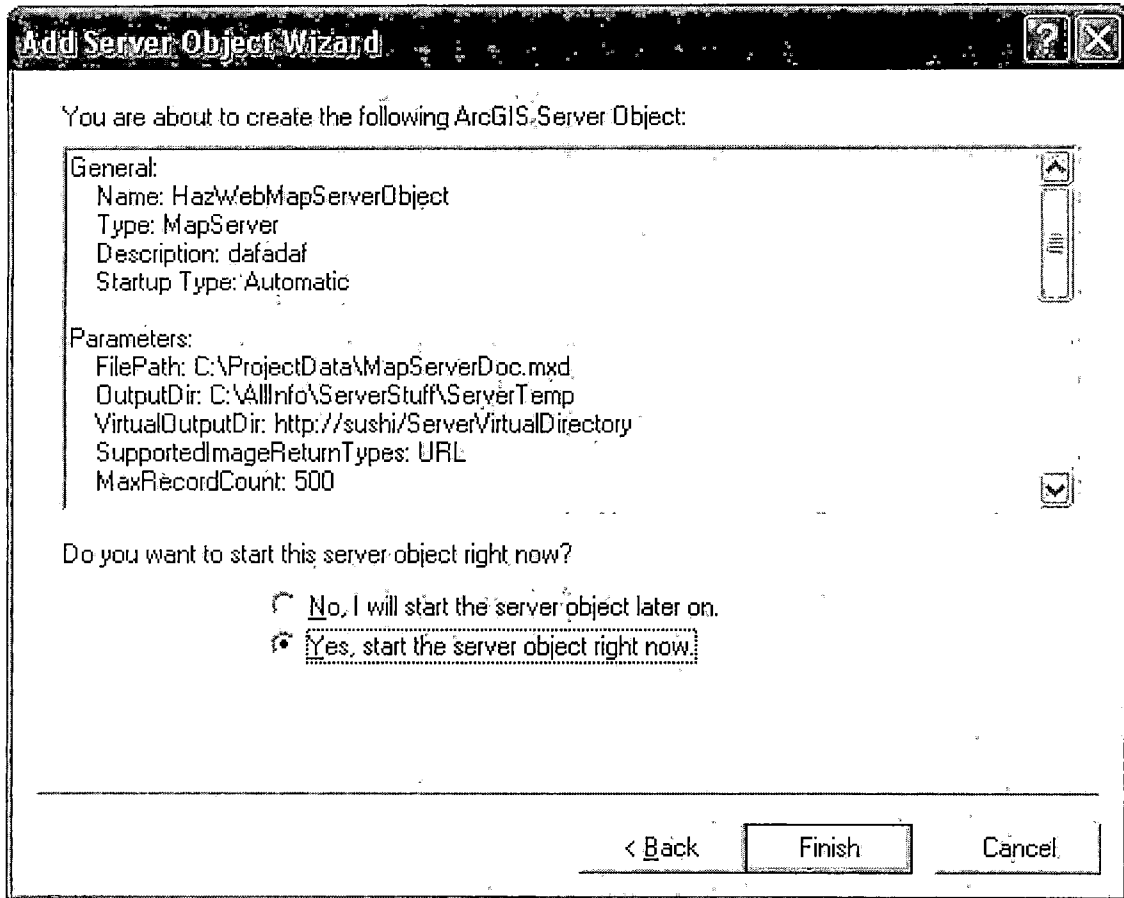 Add Server Object Wizard
You are about to create the following ArcGIS Server Object:
General:
Name: HazWebMapServerObject
Type: MapServer
Description: dafadaf
Startup Type: Automatic
Parameters:
FilePath: C:\ProjectData\MapServerDoc.mxd
OutputDir: C:\AllInfo\ServerStuff\ServerTemp
VirtualOutputDir: http://sushi/ServerVirtualDirectory
SupportedImageReturnTypes: URL
MaxRecordCount: 500
Do you want to start this server object right now?
No, I will start the server object later on.
Yes, start the server object right now.
< Back Finish Cancel